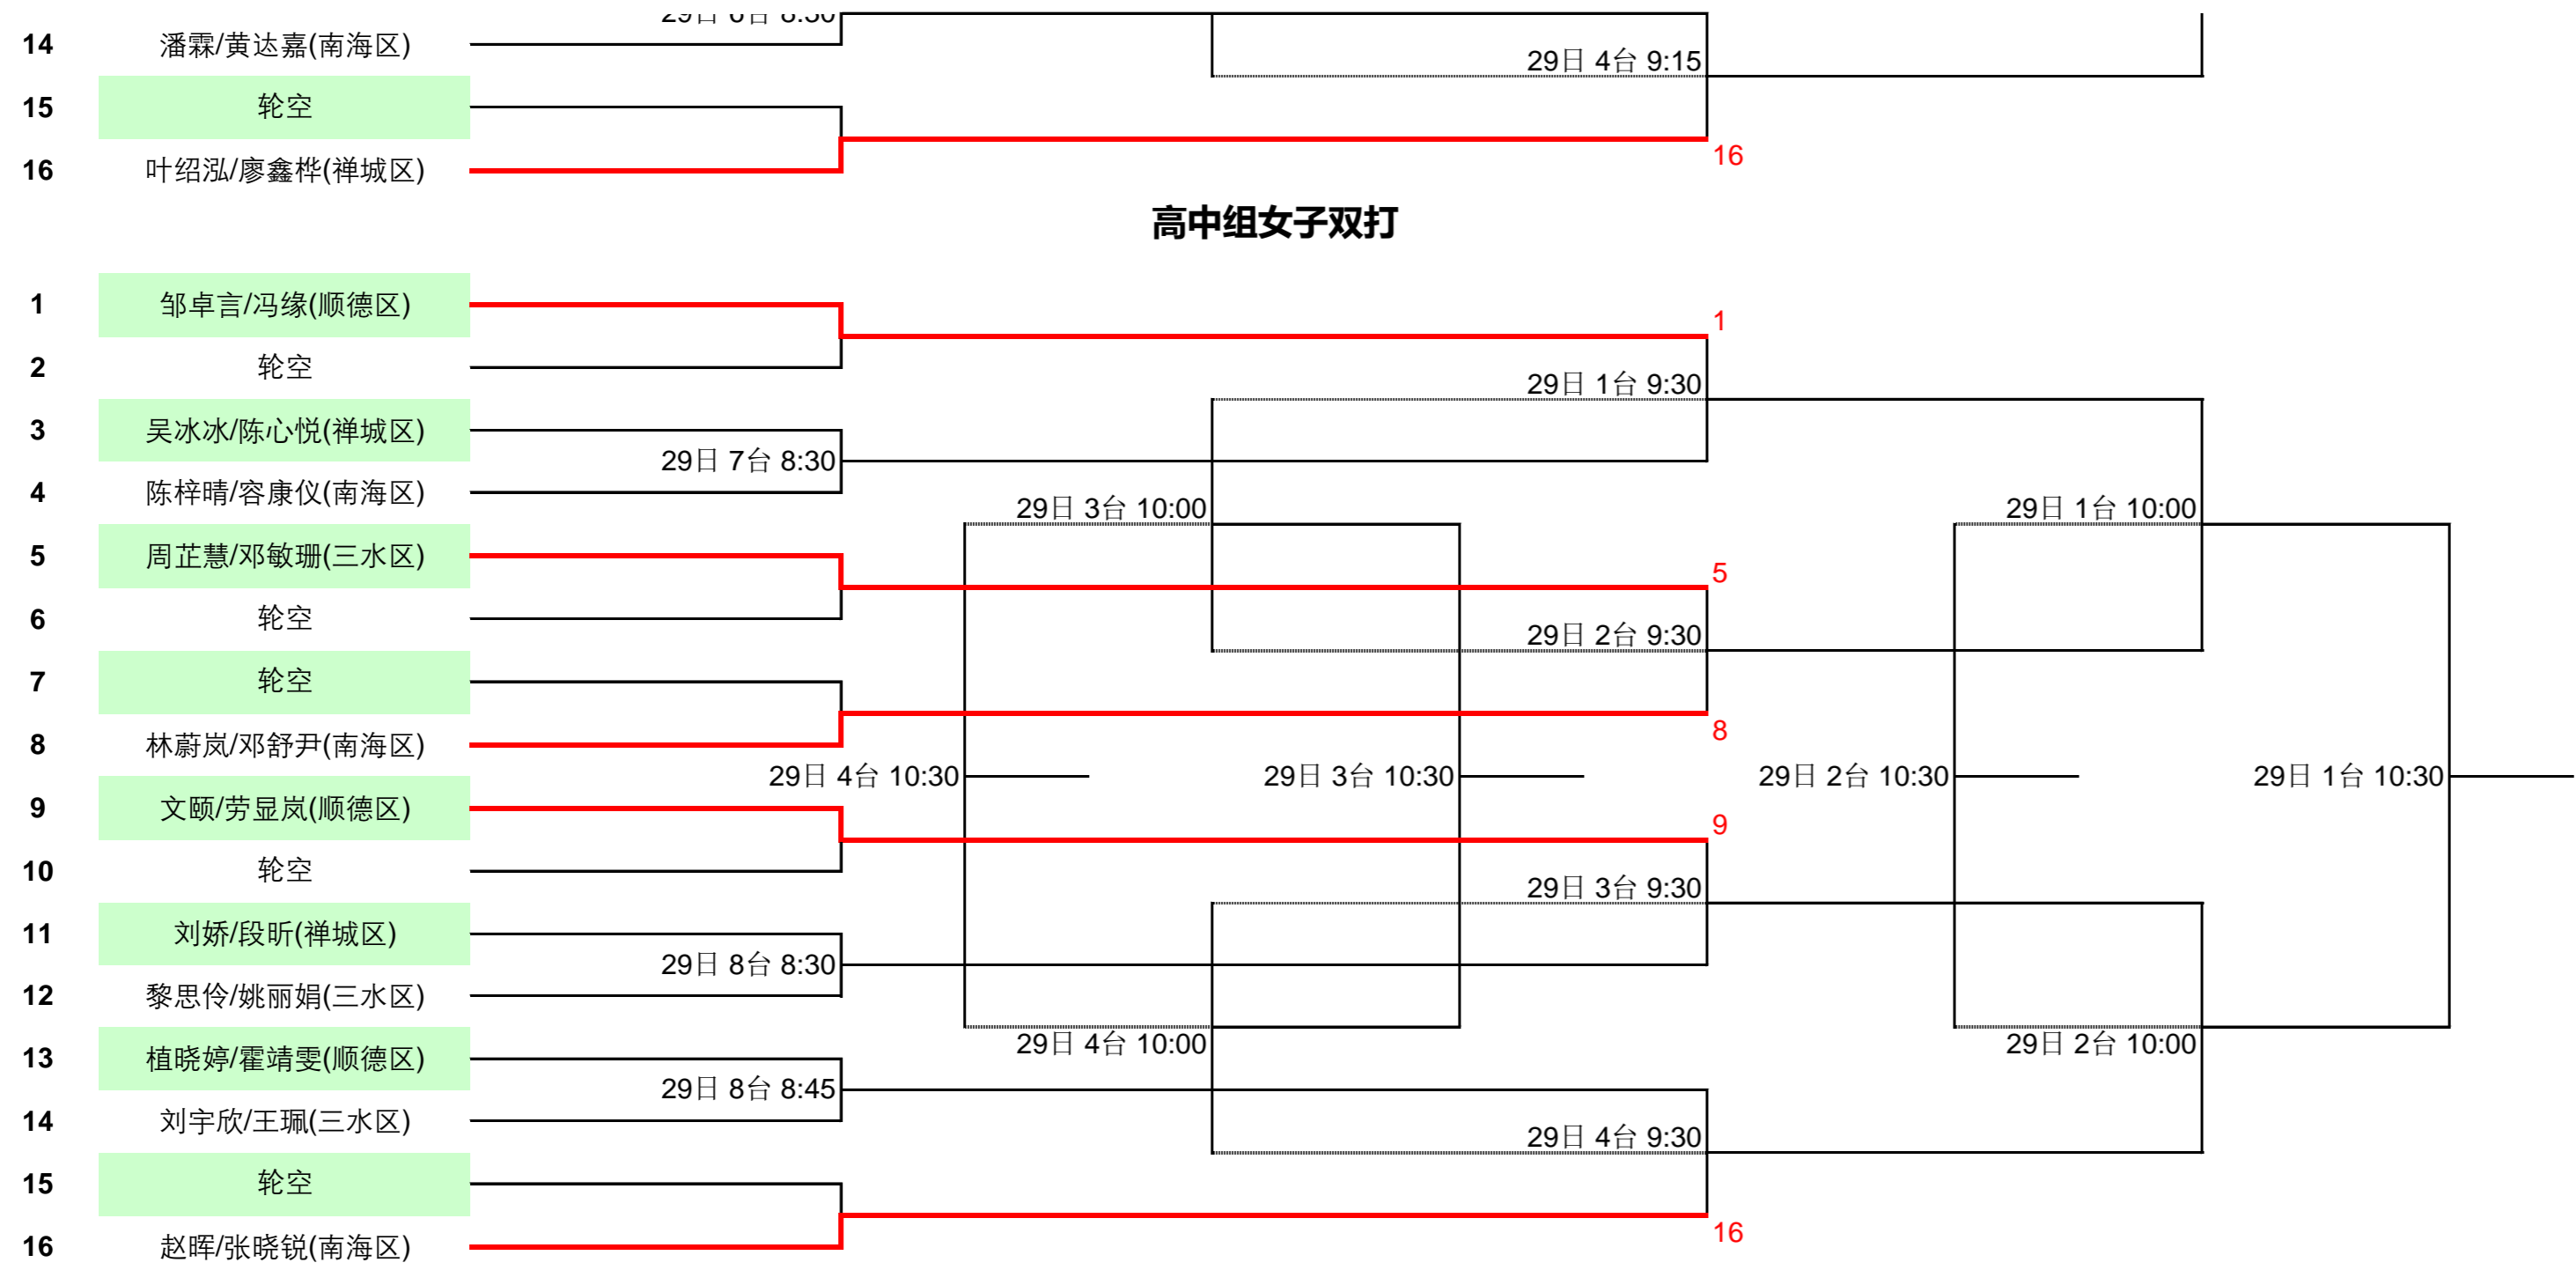 29日 6台 8:30
14 潘霖/黄达嘉(南海区)
29日 4台 9:15
15 轮空
16
16 叶绍泓/廖鑫桦(禅城区)
高中组女子双打
1 邹卓言/冯缘(顺德区)
1
2 轮空
29日 1台 9:30
3 吴冰冰/陈心悦(禅城区)
29日 7台 8:30
4 陈梓晴/容康仪(南海区)
29日 3台 10:00 29日 1台 10:00
5 周芷慧/邓敏珊(三水区)
5
6 轮空
29日 2台 9:30
7 轮空
8
8 林蔚岚/邓舒尹(南海区)
29日 4台 10:30 29日 3台 10:30 29日 2台 10:30 29日 1台 10:30
9 文颐/劳显岚(顺德区)
9
10 轮空
29日 3台 9:30
11 刘娇/段昕(禅城区)
29日 8台 8:30
12 黎思伶/姚丽娟(三水区)
29日 4台 10:00 29日 2台 10:00
13 植晓婷/霍靖雯(顺德区)
29日 8台 8:45
14 刘宇欣/王珮(三水区)
29日 4台 9:30
15 轮空
16
16 赵晖/张晓锐(南海区)